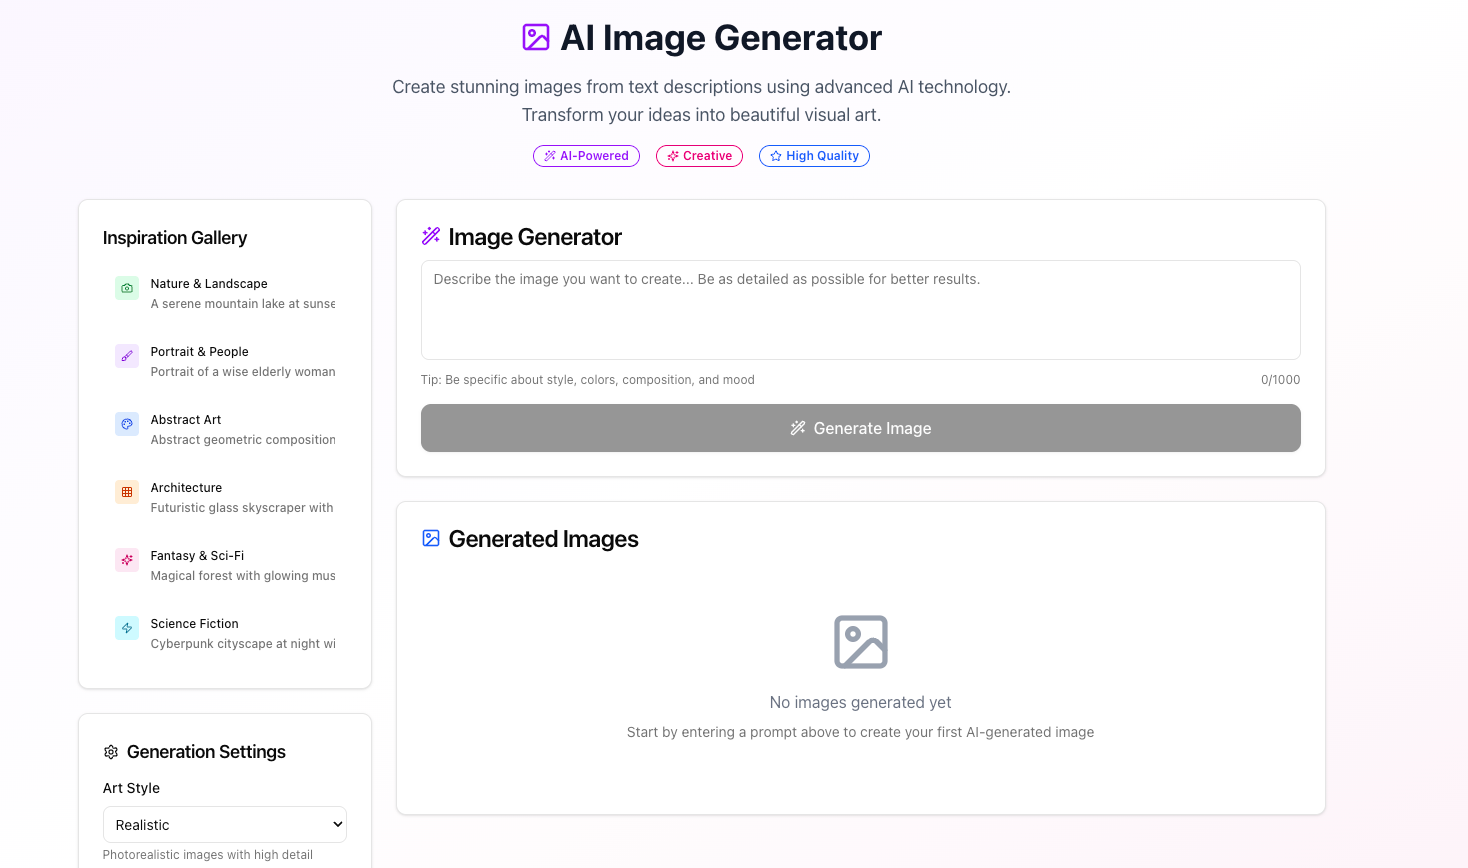 AI Image Generator
Create stunning images from text descriptions using advanced AI technology.
Transform your ideas into beautiful visual art.
AI-Powered
Creative
High Quality
Inspiration Gallery
Nature & Landscape
A serene mountain lake at sunse
Portrait & People
Portrait of a wise elderly woman
Abstract Art
Abstract geometric composition
Architecture
Futuristic glass skyscraper with
Fantasy & Sci-Fi
Magical forest with glowing mus
Science Fiction
Cyberpunk cityscape at night wi
Generation Settings
Art Style
Realistic
Photorealistic images with high detail
Image Generator
Describe the image you want to create... Be as detailed as possible for better results.
Tip: Be specific about style, colors, composition, and mood
0/1000
Generate Image
Generated Images
No images generated yet
Start by entering a prompt above to create your first AI-generated image